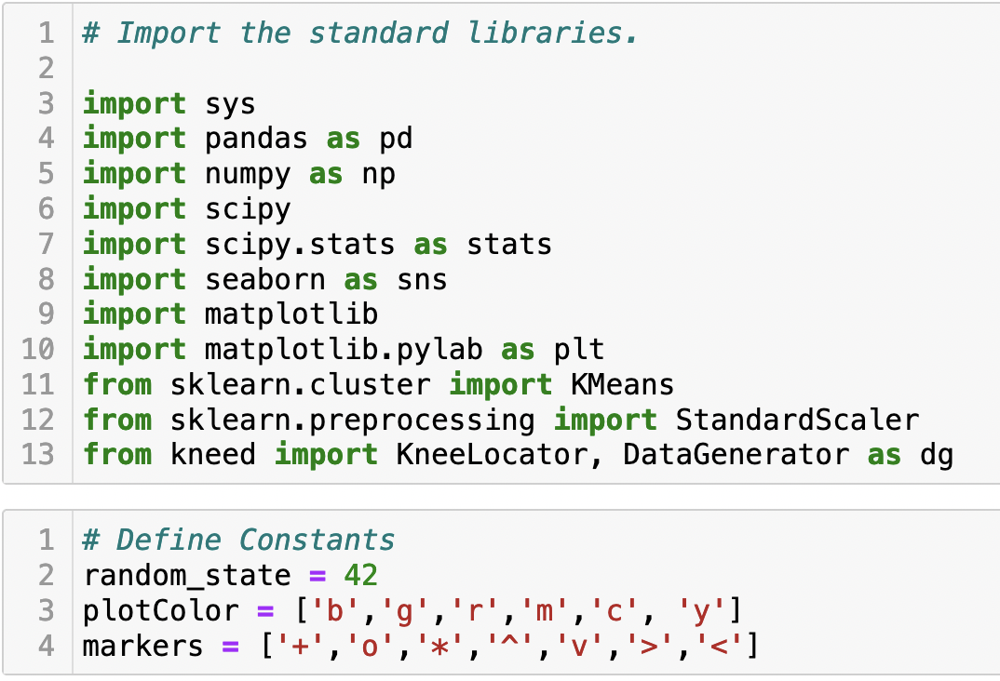 1 # Import the standard libraries.
2
3 import sys
4 import pandas as pd
5 import numpy as np
6 import scipy
7 import scipy.stats as stats
8 import seaborn as sns
9 import matplotlib
10 import matplotlib.pylab as plt
11 from sklearn.cluster import KMeans
12 from sklearn.preprocessing import StandardScaler
13 from kneed import KneeLocator, DataGenerator as dg
1 # Define Constants
2 random_state = 42
3 plotColor = ['b','g','r','m','c', 'y']
4 markers = ['+','o','*','^','v','>','<']